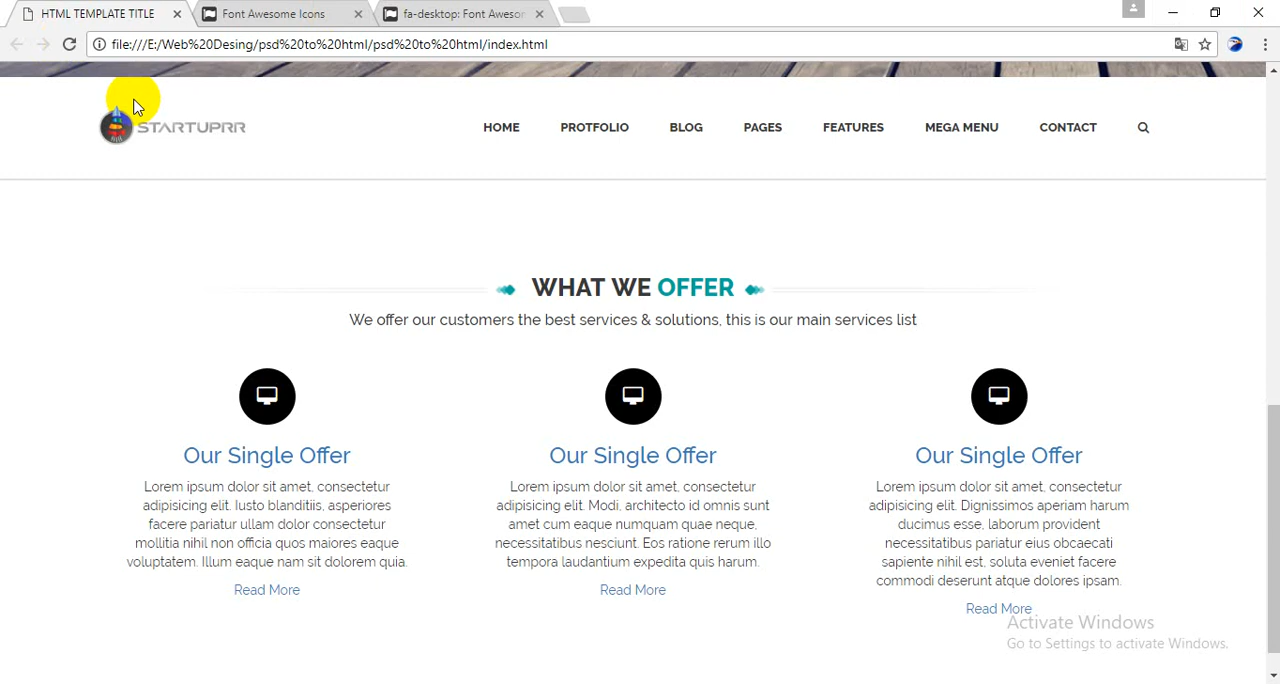 HTML TEMPLATE TITLE
Font Awesome Icons
fa-desktop: Font Awesor
file:///E:/Web%20Desing/psd%20to%20html/psd%20to%20html/index.html
STARTUPRR
HOME PROTFOLIO BLOG PAGES FEATURES MEGA MENU CONTACT
WHAT WE OFFER
We offer our customers the best services & solutions, this is our main services list
Our Single Offer
Lorem ipsum dolor sit amet, consectetur
adipisicing elit. Iusto blanditiis, asperiores
facere pariatur ullam dolor consectetur
mollitia nihil non officia quos maiores eaque
voluptatem. Illum eaque nam sit dolorem quia.
Read More
Our Single Offer
Lorem ipsum dolor sit amet, consectetur
adipisicing elit. Modi, architecto id omnis sunt
amet cum eaque numquam quae neque,
necessitatibus nesciunt. Eos ratione rerum illo
tempora laudantium expedita quis harum.
Read More
Our Single Offer
Lorem ipsum dolor sit amet, consectetur
adipisicing elit. Dignissimos aperiam harum
ducimus esse, laborum provident
necessitatibus pariatur eius obcaecati
sapiente nihil est, soluta eveniet facere
commodi deserunt atque dolores ipsam.
Read More
Activate Windows
Go to Settings to activate Windows.